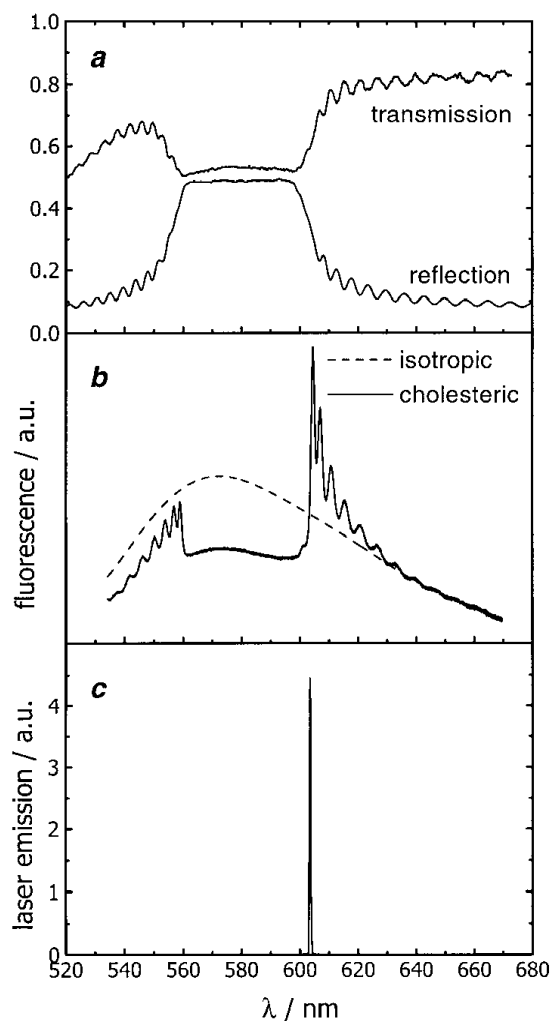 1.0
a
0.8
transmission
0.6
0.4
0.2
reflection
0.0
b
isotropic
cholesteric
fluorescence / a.u.
c
4
3
2
1
0
laser emission / a.u.
520 540 560 580 600 620 640 660 680
λ / nm